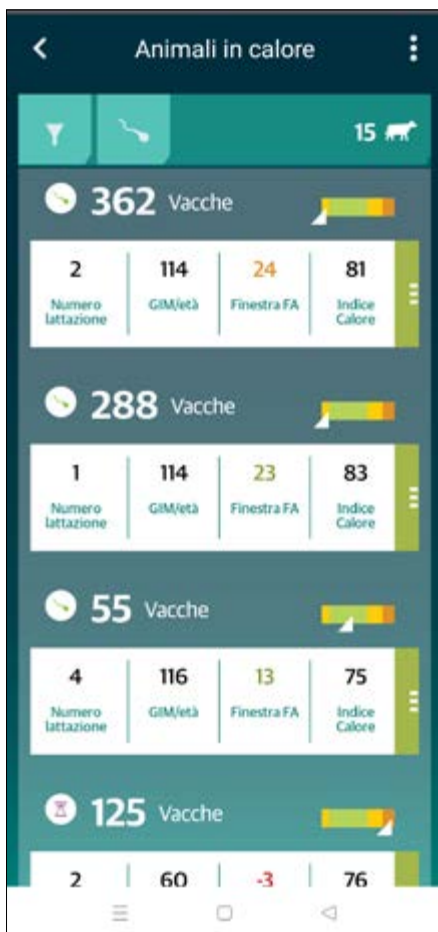 Animali in calore
15
362 Vacche
2 114 24 81
Numero lattazione GIM/età Finestra FA Indice Calore
288 Vacche
1 114 23 83
Numero lattazione GIM/età Finestra FA Indice Calore
55 Vacche
4 116 13 75
Numero lattazione GIM/età Finestra FA Indice Calore
125 Vacche
2 60 -3 76